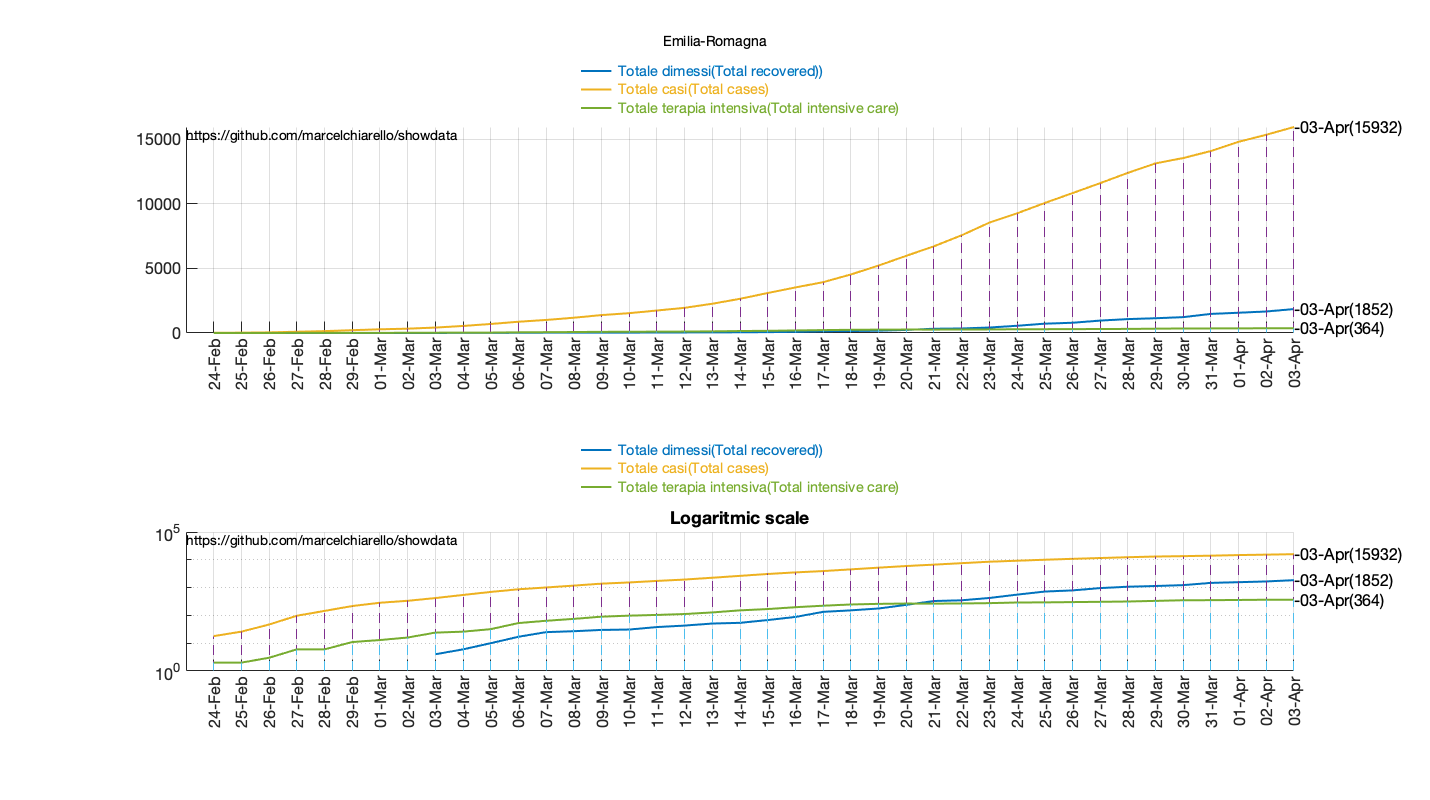 Emilia-Romagna
Totale dimessi(Total recovered))
Totale casi(Total cases)
Totale terapia intensiva(Total intensive care)
https://github.com/marcelchiarello/showdata
15000
10000
5000
0
-03-Apr(15932)
-03-Apr(1852)
-03-Apr(364)
24-Feb
25-Feb
26-Feb
27-Feb
28-Feb
29-Feb
01-Mar
02-Mar
03-Mar
04-Mar
05-Mar
06-Mar
07-Mar
08-Mar
09-Mar
10-Mar
11-Mar
12-Mar
13-Mar
14-Mar
15-Mar
16-Mar
17-Mar
18-Mar
19-Mar
20-Mar
21-Mar
22-Mar
23-Mar
24-Mar
25-Mar
26-Mar
27-Mar
28-Mar
29-Mar
30-Mar
31-Mar
01-Apr
02-Apr
03-Apr
Totale dimessi(Total recovered))
Totale casi(Total cases)
Totale terapia intensiva(Total intensive care)
Logaritmic scale
https://github.com/marcelchiarello/showdata
10^5
10^0
-03-Apr(15932)
-03-Apr(1852)
-03-Apr(364)
24-Feb
25-Feb
26-Feb
27-Feb
28-Feb
29-Feb
01-Mar
02-Mar
03-Mar
04-Mar
05-Mar
06-Mar
07-Mar
08-Mar
09-Mar
10-Mar
11-Mar
12-Mar
13-Mar
14-Mar
15-Mar
16-Mar
17-Mar
18-Mar
19-Mar
20-Mar
21-Mar
22-Mar
23-Mar
24-Mar
25-Mar
26-Mar
27-Mar
28-Mar
29-Mar
30-Mar
31-Mar
01-Apr
02-Apr
03-Apr